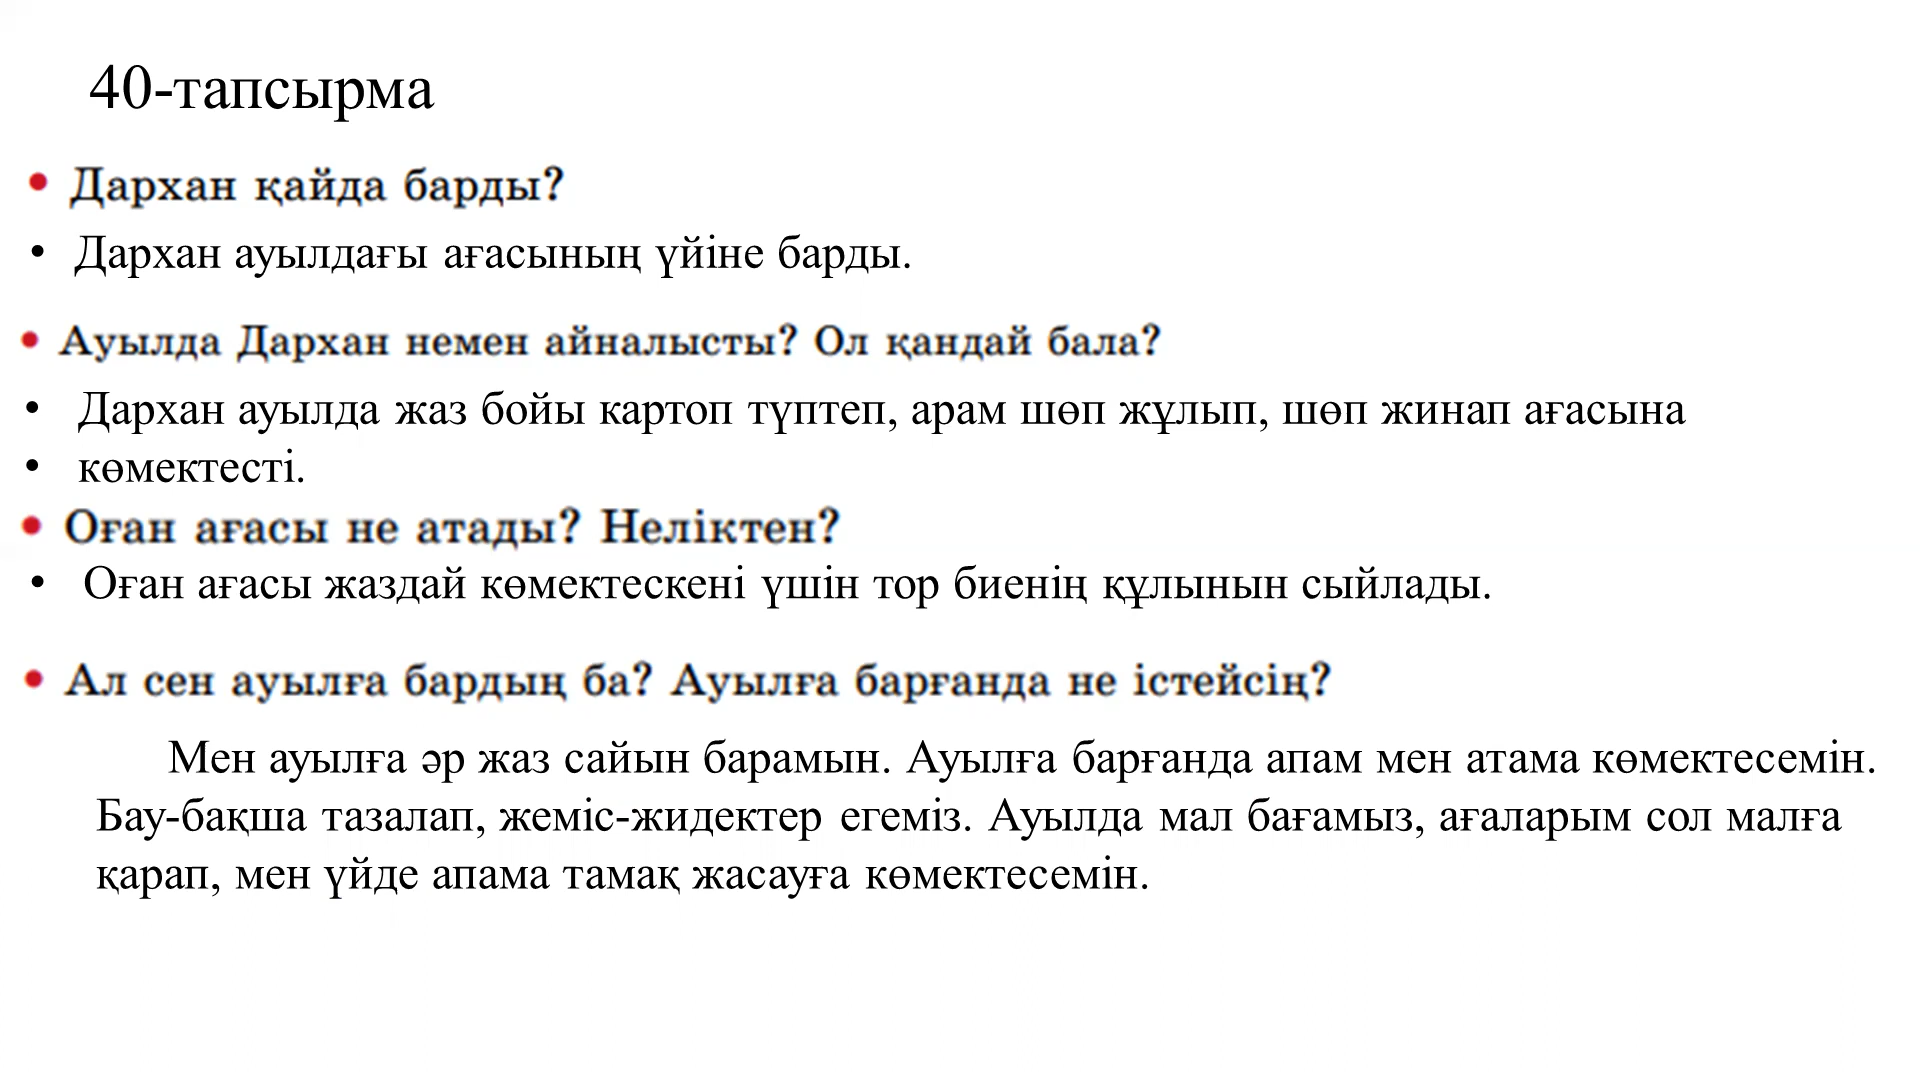 40-тапсырма
• Дархан қайда барды?
• Дархан ауылдағы ағасының үйіне барды.
• Ауылда Дархан немен айналысты? Ол қандай бала?
• Дархан ауылда жаз бойы картоп түптеп, арам шөп жұлып, шөп жинап ағасына
• көмектесті.
• Оған ағасы не атады? Неліктен?
• Оған ағасы жаздай көмектескені үшін тор биенің құлынын сыйлады.
• Ал сен ауылға бардың ба? Ауылға барғанда не істейсің?
Мен ауылға әр жаз сайын барамын. Ауылға барғанда апам мен атама көмектесемін.
Бау-бақша тазалап, жеміс-жидектер егеміз. Ауылда мал бағамыз, ағаларым сол малға
қарап, мен үйде апама тамақ жасауға көмектесемін.